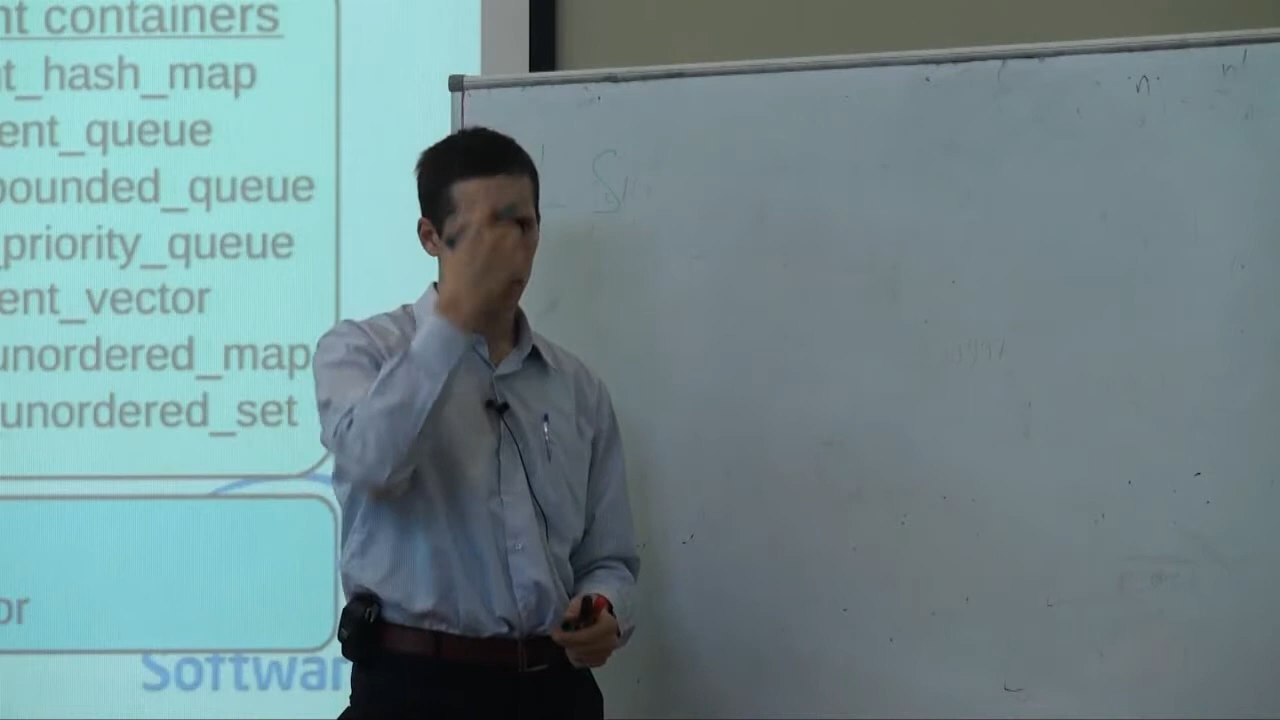 nt containers
nt_hash_map
ent_queue
bounded_queue
priority_queue
ent_vector
unordered_map
unordered_set
or
Softwar